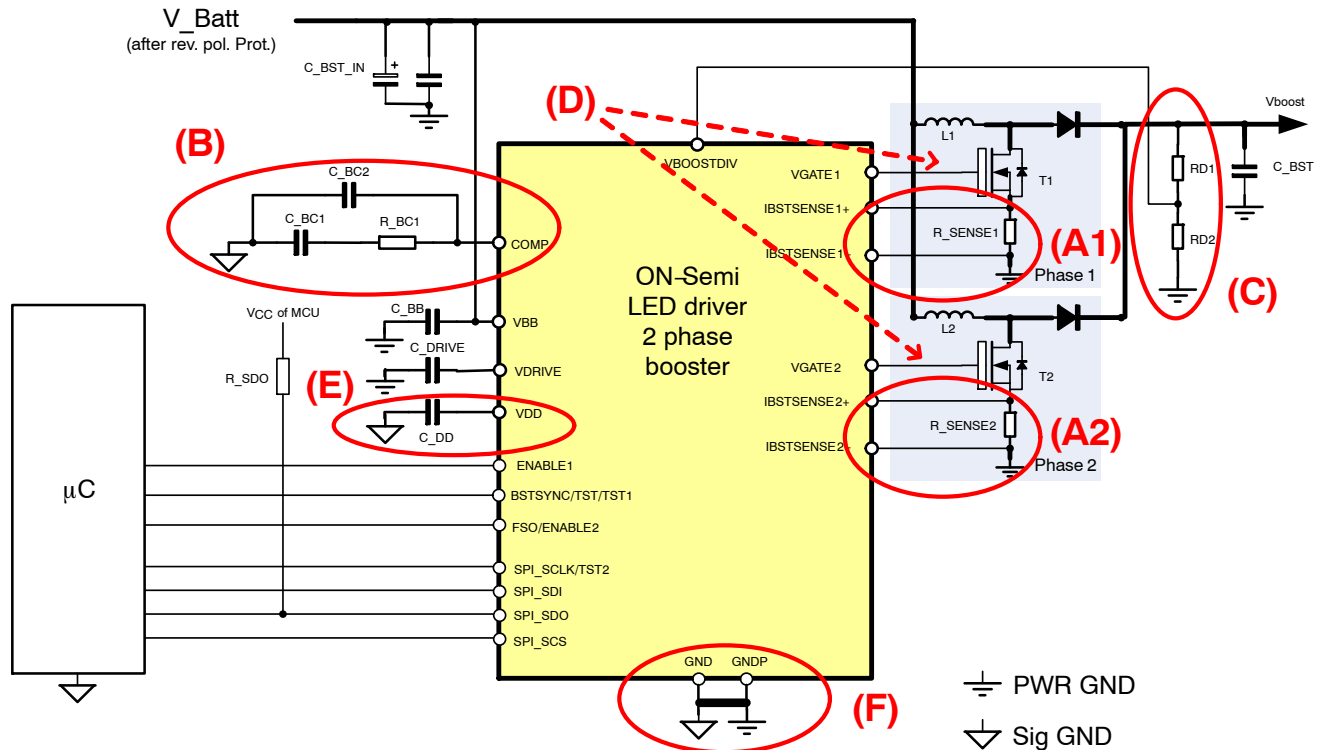 V_Batt
(after rev. pol. Prot.)
C_BST_IN
+
(D)
(B)
C_BC2
C_BC1
R_BC1
COMP
VBOOSTDIV
VGATE1
IBSTSENSE1+
IBSTSENSE1-
L1
T1
R_SENSE1
(A1)
Phase 1
Vboost
RD1
C_BST
RD2
(C)
ON-Semi
LED driver
2 phase
booster
VCC of MCU
R_SDO
C_BB
VBB
C_DRIVE
VDRIVE
(E)
VDD
C_DD
L2
VGATE2
T2
IBSTSENSE2+
IBSTSENSE2-
R_SENSE2
(A2)
Phase 2
μC
ENABLE1
BSTSYNC/TST/TST1
FSO/ENABLE2
SPI_SCLK/TST2
SPI_SDI
SPI_SDO
SPI_SCS
GND
GNDP
(F)
PWR GND
Sig GND